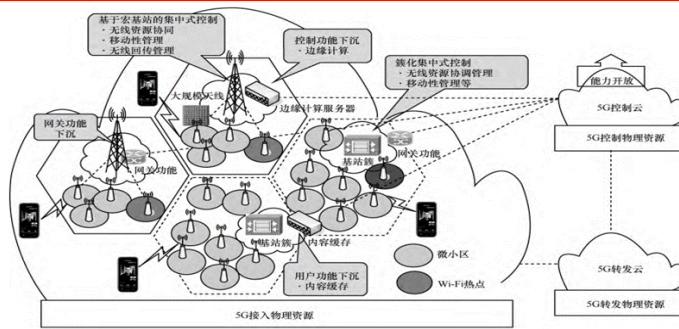 基于宏基站的集中式控制
· 无线资源协同
· 移动性管理
· 无线回传管理
控制功能下沉
· 边缘计算
簇化集中式控制
· 无线资源协调管理
· 移动性管理等
能力开放
5G控制云
5G控制物理资源
大规模天线
边缘计算服务器
网关功能
下沉
网关功能
基站簇
网关功能
基站簇
内容缓存
微小区
Wi-Fi热点
用户功能下沉
· 内容缓存
5G转发云
5G转发物理资源
5G接入物理资源